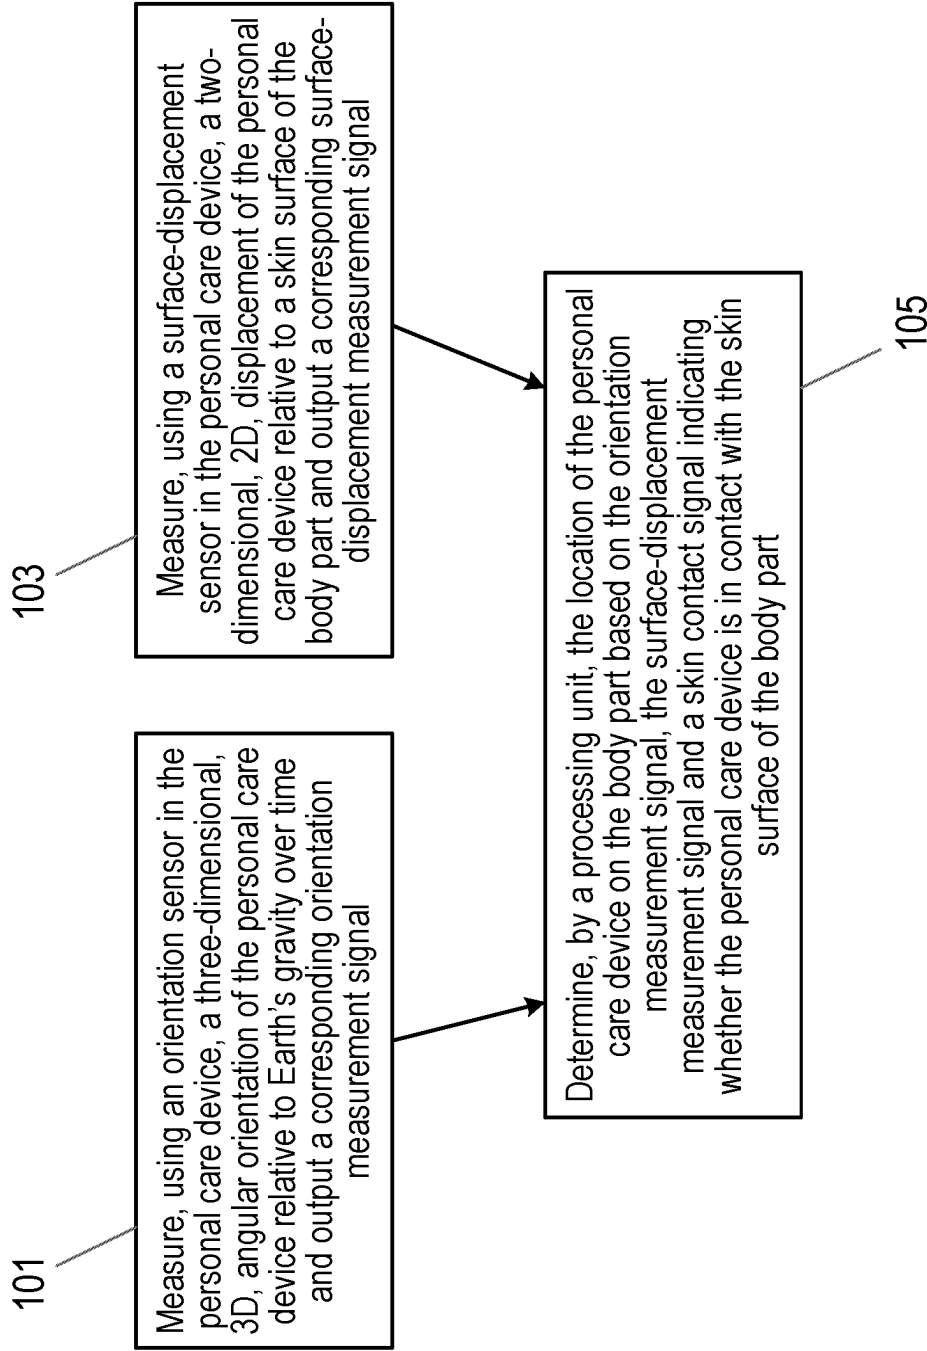 101
Measure, using an orientation sensor in the
personal care device, a three-dimensional,
3D, angular orientation of the personal care
device relative to Earth's gravity over time
and output a corresponding orientation
measurement signal
103
Measure, using a surface-displacement
sensor in the personal care device, a two-
dimensional, 2D, displacement of the personal
care device relative to a skin surface of the
body part and output a corresponding surface-
displacement measurement signal
Determine, by a processing unit, the location of the personal
care device on the body part based on the orientation
measurement signal, the surface-displacement
measurement signal and a skin contact signal indicating
whether the personal care device is in contact with the skin
surface of the body part
105